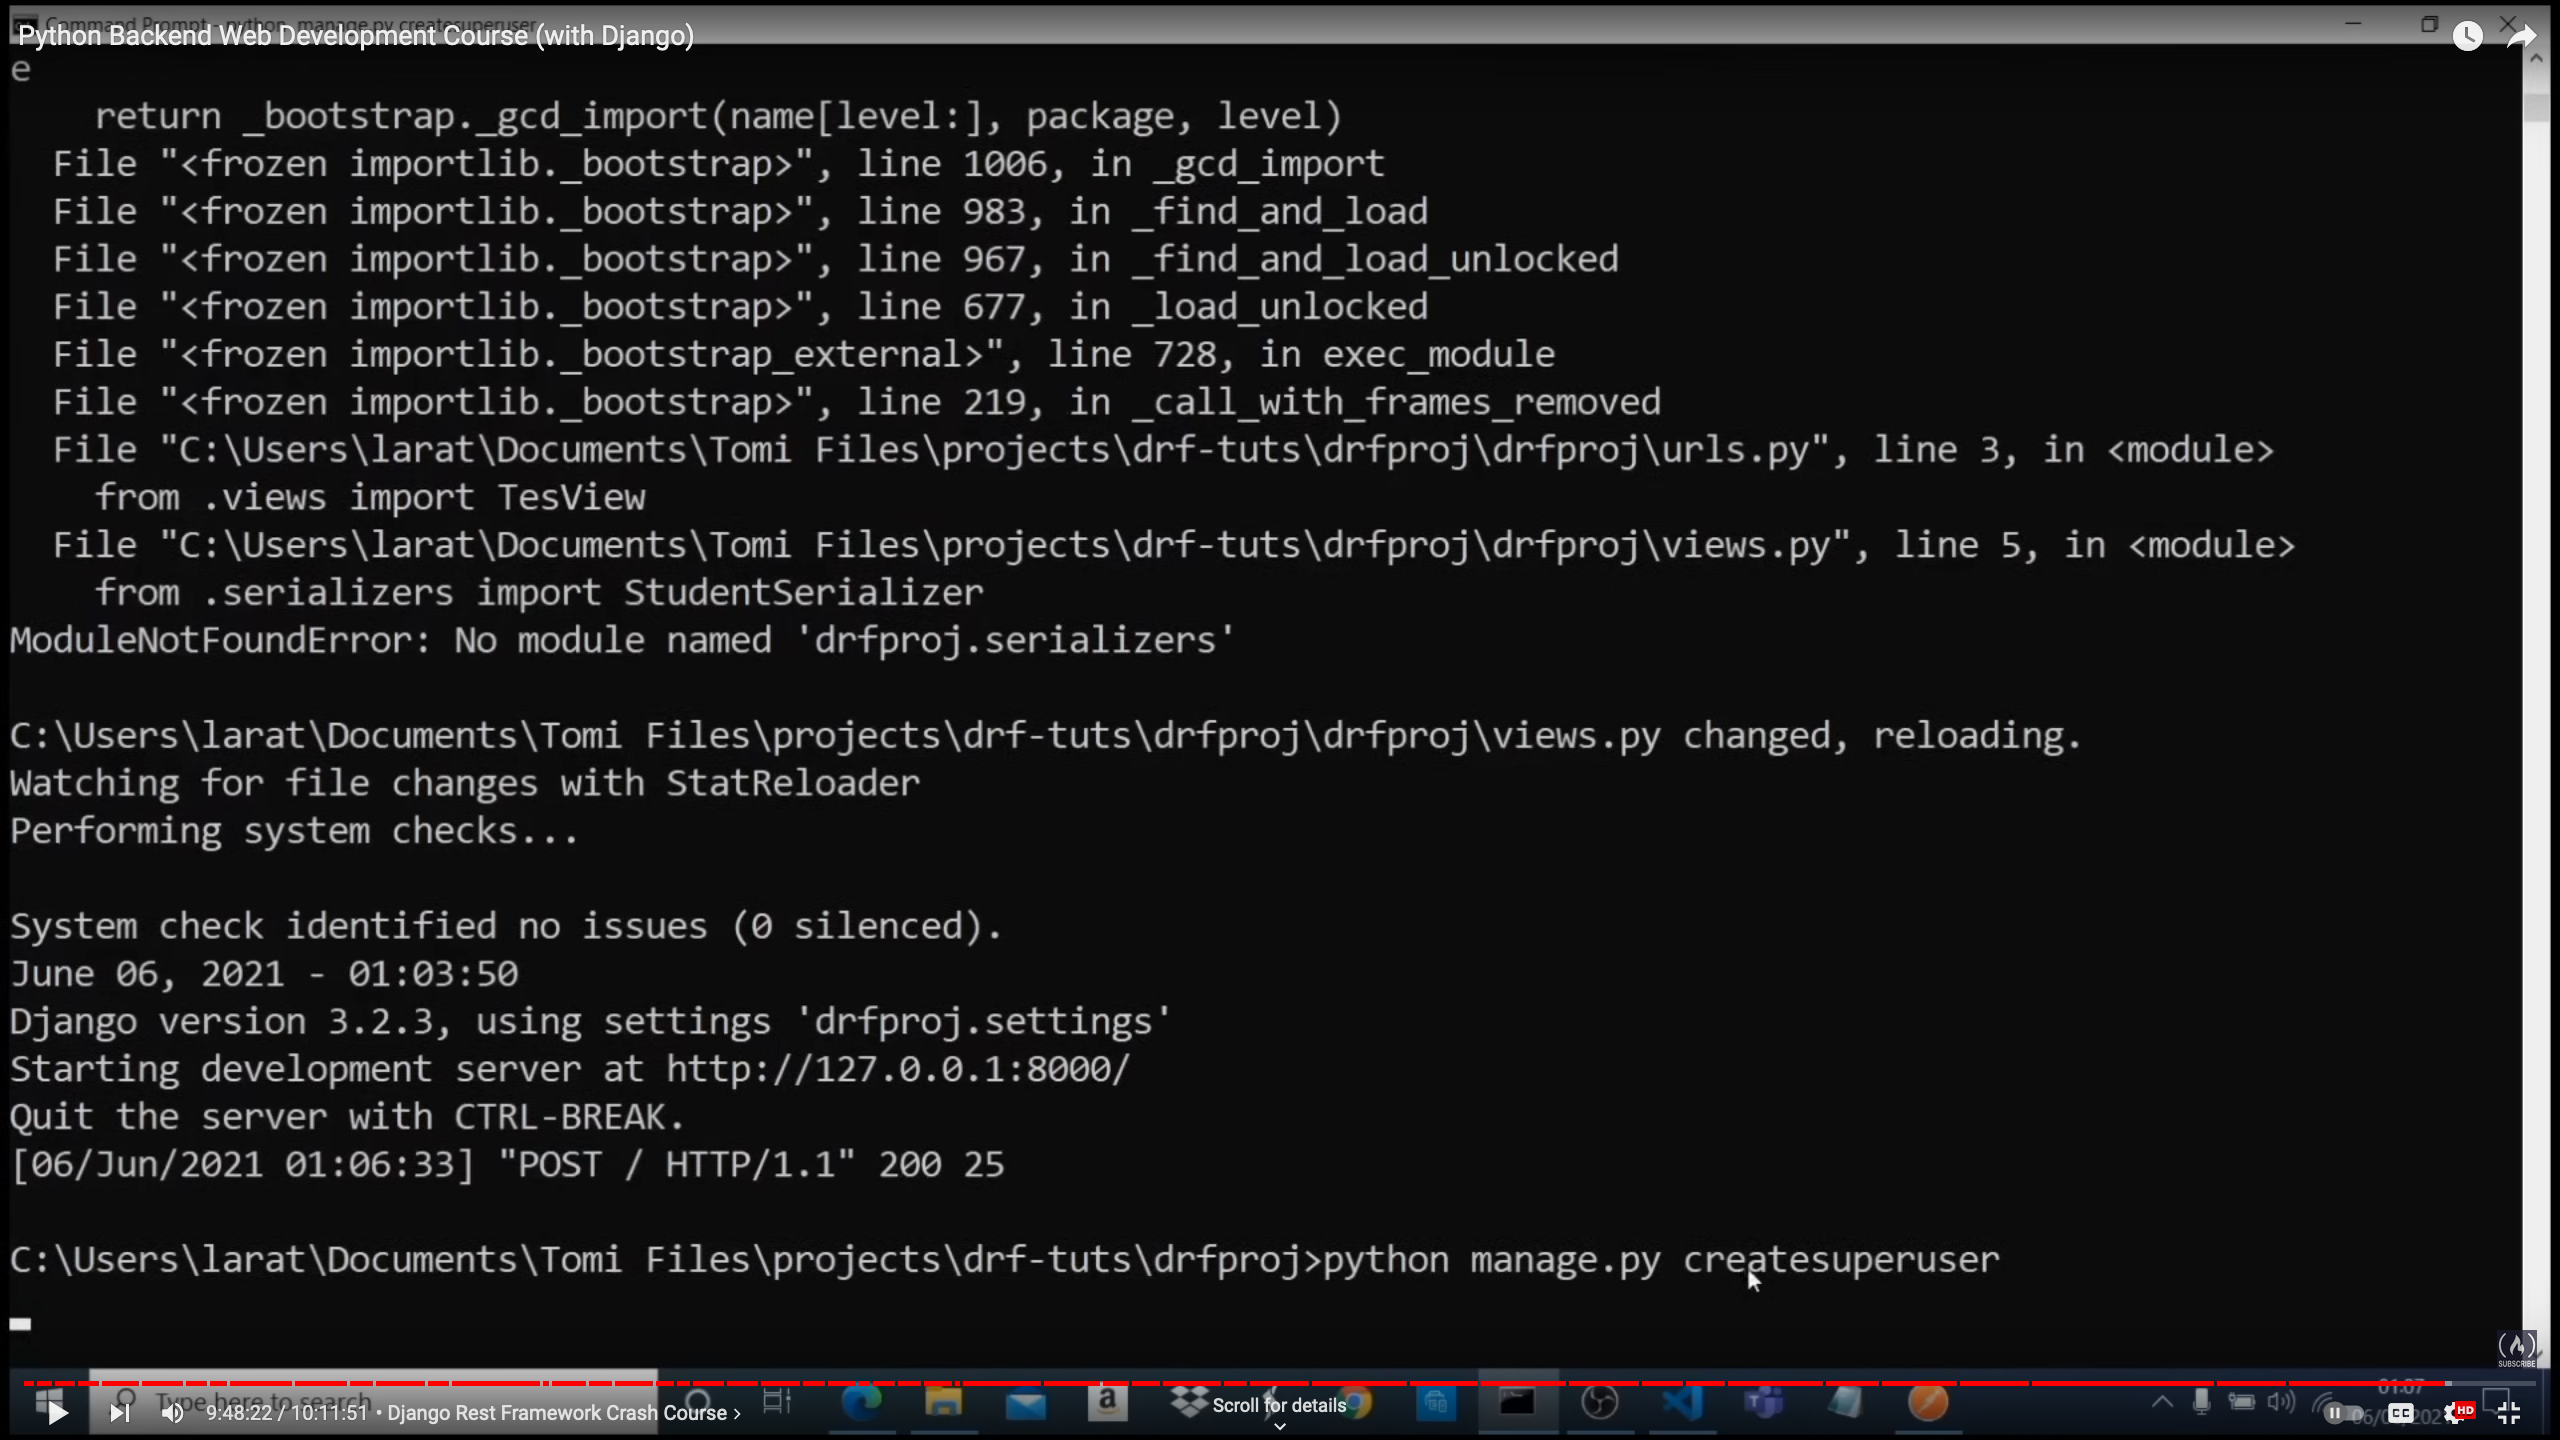 Command Prompt - python manage.py createsuperuser
Python Backend Web Development Course (with Django)
e
return _bootstrap._gcd_import(name[level:], package, level)
File "<frozen importlib._bootstrap>", line 1006, in _gcd_import
File "<frozen importlib._bootstrap>", line 983, in _find_and_load
File "<frozen importlib._bootstrap>", line 967, in _find_and_load_unlocked
File "<frozen importlib._bootstrap>", line 677, in _load_unlocked
File "<frozen importlib._bootstrap_external>", line 728, in exec_module
File "<frozen importlib._bootstrap>", line 219, in _call_with_frames_removed
File "C:\Users\larat\Documents\Tomi Files\projects\drf-tuts\drfproj\drfproj\urls.py", line 3, in <module>
from .views import TesView
File "C:\Users\larat\Documents\Tomi Files\projects\drf-tuts\drfproj\drfproj\views.py", line 5, in <module>
from .serializers import StudentSerializer
ModuleNotFoundError: No module named 'drfproj.serializers'
C:\Users\larat\Documents\Tomi Files\projects\drf-tuts\drfproj\drfproj\views.py changed, reloading.
Watching for file changes with StatReloader
Performing system checks...
System check identified no issues (0 silenced).
June 06, 2021 - 01:03:50
Django version 3.2.3, using settings 'drfproj.settings'
Starting development server at http://127.0.0.1:8000/
Quit the server with CTRL-BREAK.
[06/Jun/2021 01:06:33] "POST / HTTP/1.1" 200 25
C:\Users\larat\Documents\Tomi Files\projects\drf-tuts\drfproj>python manage.py createsuperuser
SUBSCRIBE
Type here to search
01:07
9:48:22 / 10:11:51 • Django Rest Framework Crash Course
Scroll for details
CC
HD